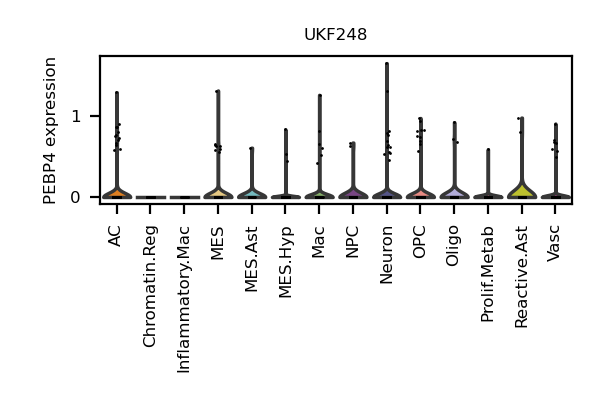 UKF248
PEBP4 expression
1
0
AC
Chromatin.Reg
Inflammatory.Mac
MES
MES.Ast
MES.Hyp
Mac
NPC
Neuron
OPC
Oligo
Prolif.Metab
Reactive.Ast
Vasc